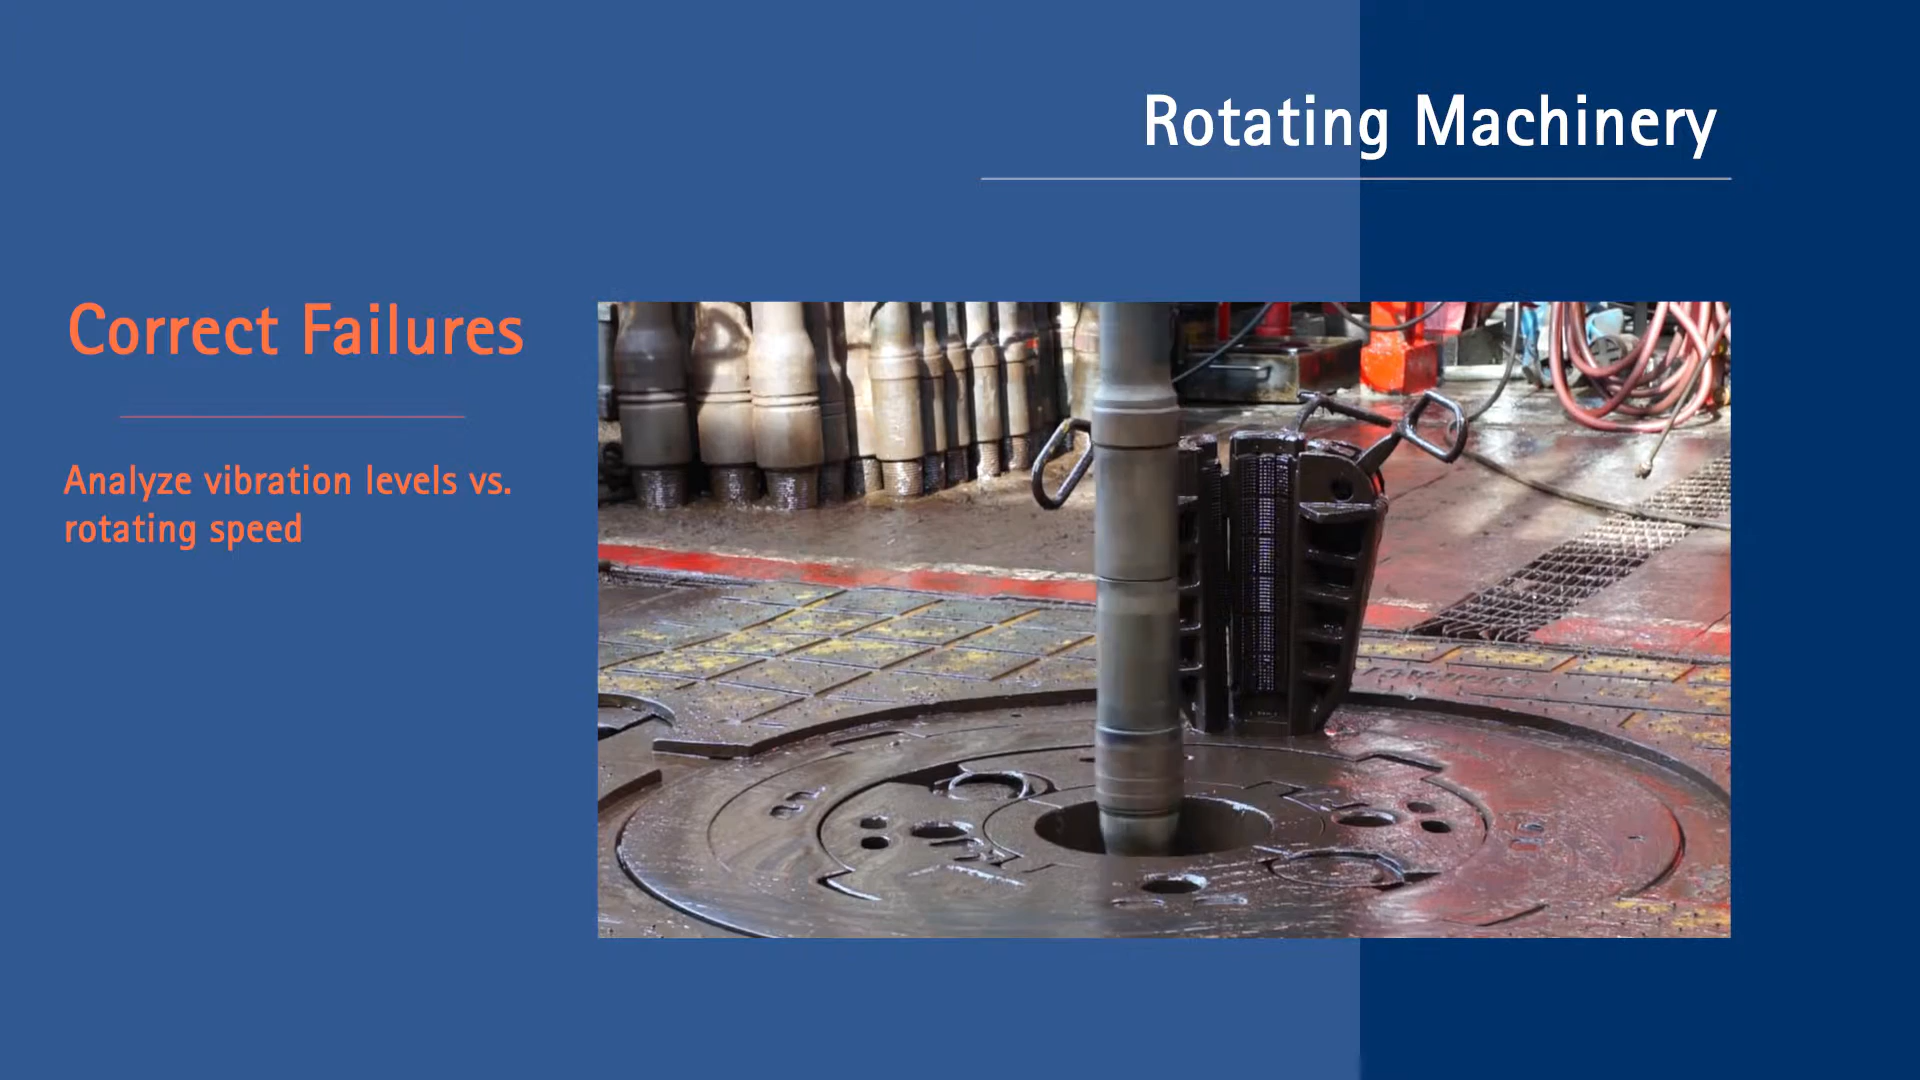 Rotating Machinery
Correct Failures
Analyze vibration levels vs.
rotating speed